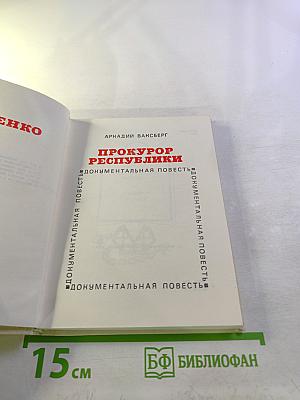 ЕНКО
АРКАДИЙ ВАКСБЕРГ
ПРОКУРОР
РЕСПУБЛИКИ
ДОКУМЕНТАЛЬНАЯ ПОВЕСТЬ
ДОКУМЕНТАЛЬНАЯ ПОВЕСТЬ
ДОКУМЕНТАЛЬНАЯ ПОВЕСТЬ
ДОКУМЕНТАЛЬНАЯ ПОВЕСТЬ
15 см
БФ БИБЛИОФАН